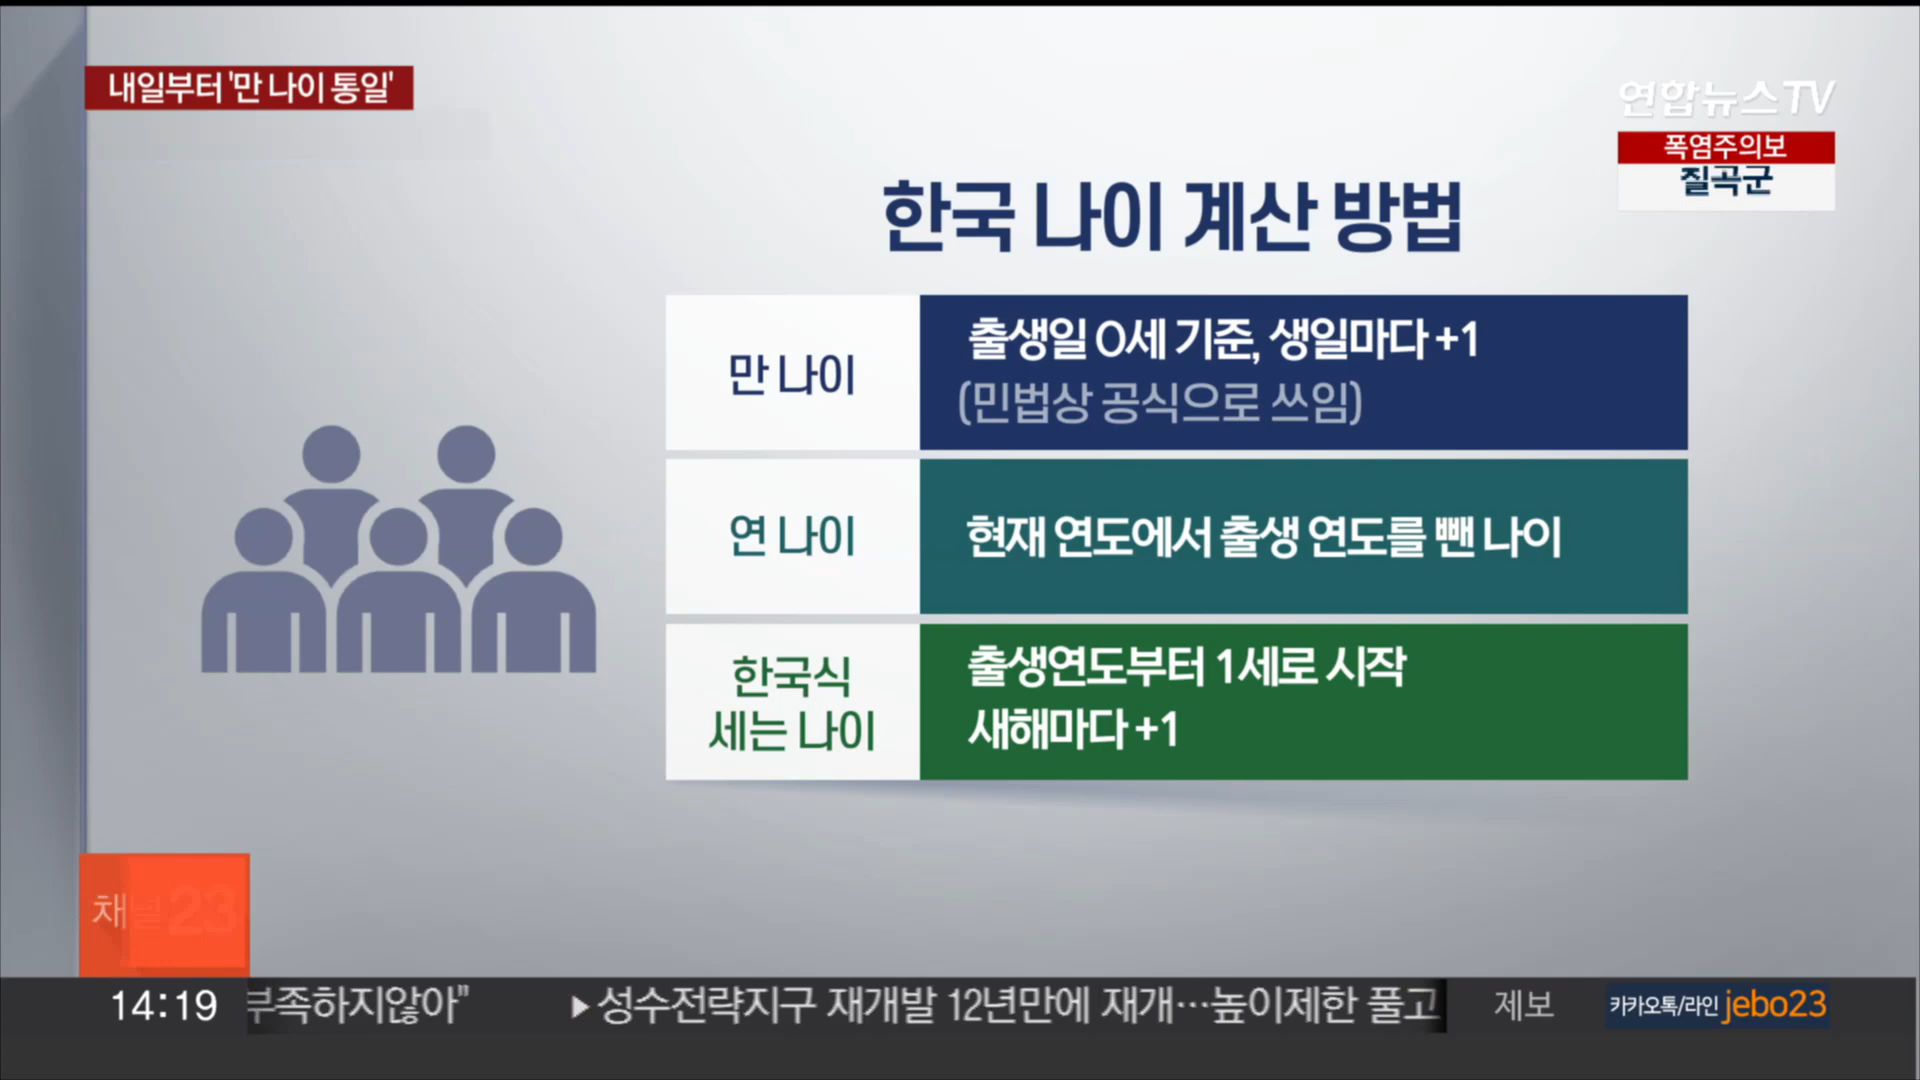 내일부터 '만 나이 통일'
연합뉴스TV
폭염주의보
칠곡군
한국 나이 계산 방법
만 나이
출생일 0세 기준, 생일마다 +1
(민법상 공식으로 쓰임)
연 나이
현재 연도에서 출생 연도를 뺀 나이
한국식
세는 나이
출생연도부터 1세로 시작
새해마다 +1
채널23
14:19
부족하지않아"
▶성수전략지구 재개발 12년만에 재개…높이제한 풀고
제보
카카오톡/라인 jebo23